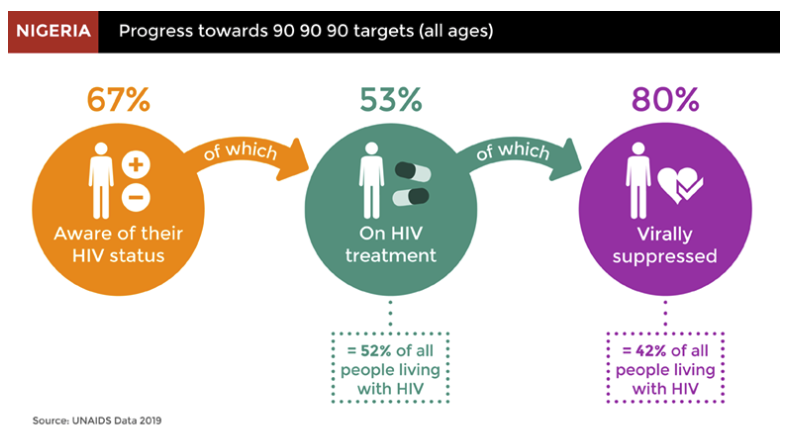 NIGERIA Progress towards 90 90 90 targets (all ages)
67%
53%
80%
of which
of which
Aware of their
HIV status
On HIV
treatment
Virally
suppressed
= 52% of all
people living
with HIV
= 42% of all
people living
with HIV
Source: UNAIDS Data 2019